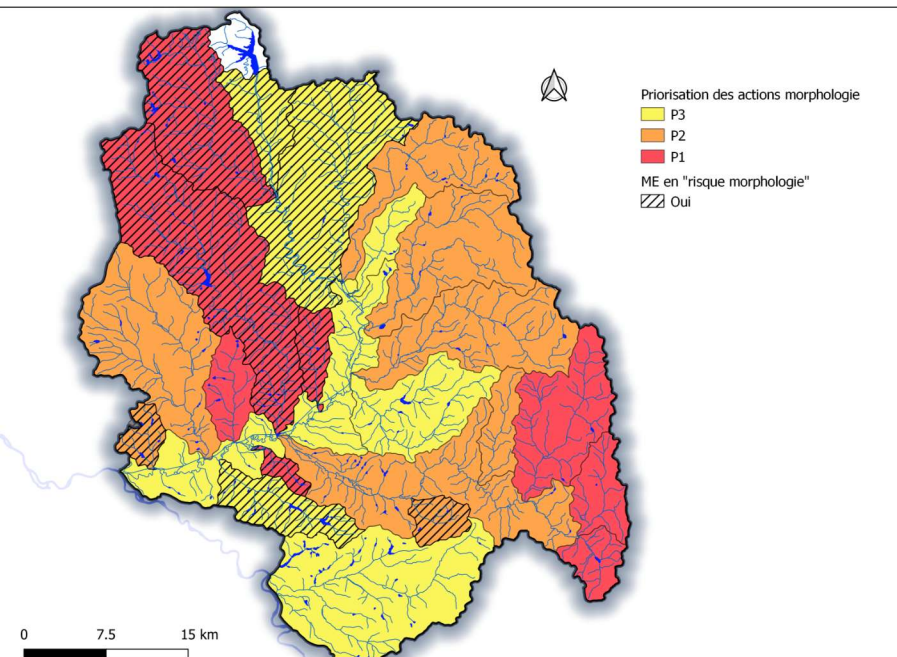 Priorisation des actions morphologie
P3
P2
P1
ME en "risque morphologie"
Oui
0 7.5 15 km